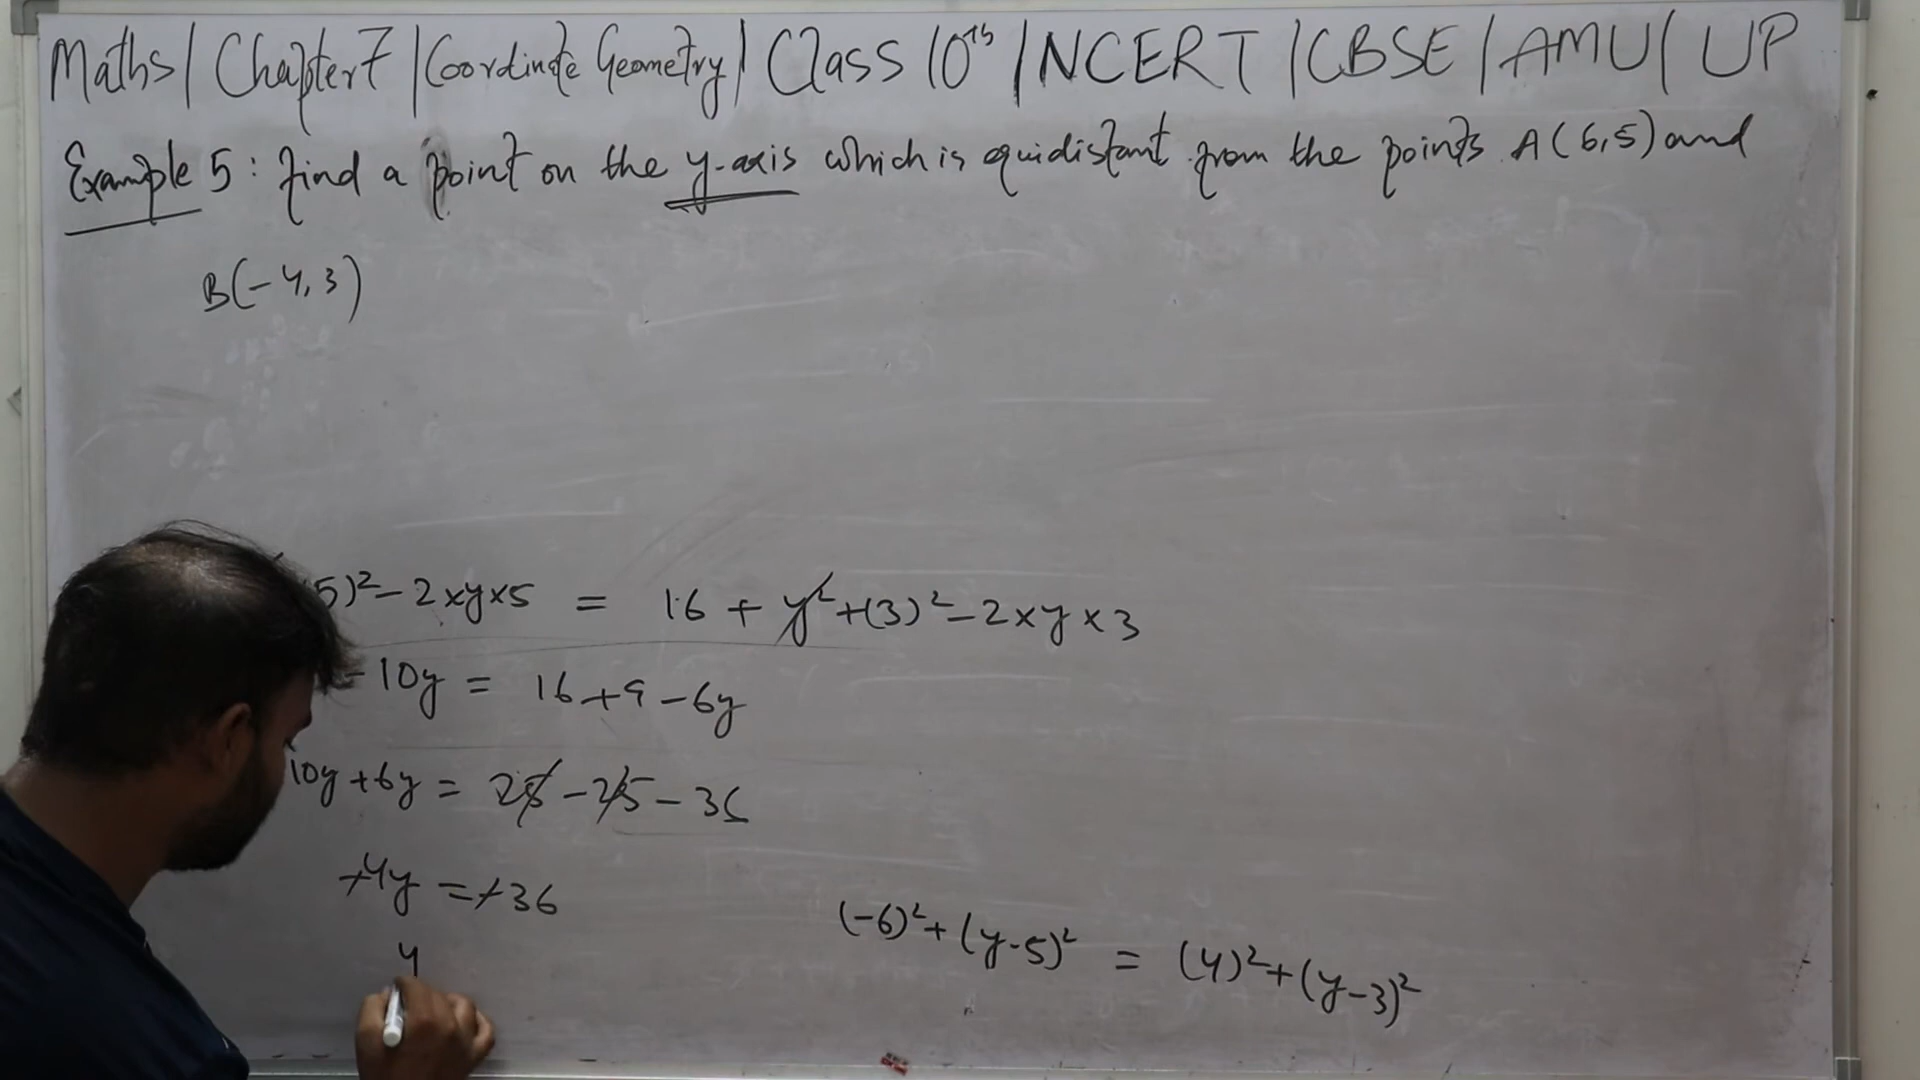 Maths / Chapter 7 / Coordinate Geometry / Class 10th / NCERT / CBSE / AMU / UP
Example 5 : find a point on the y-axis which is equidistant from the points A(6,5) and
B(-4,3)
5)² - 2×y×5 = 16 + y² + (3)² - 2×y×3
- 10y = 16 + 9 - 6y
10y + 6y = 25 - 25 - 36
-4y = -36
y
(-6)² + (y-5)² = (4)² + (y-3)²